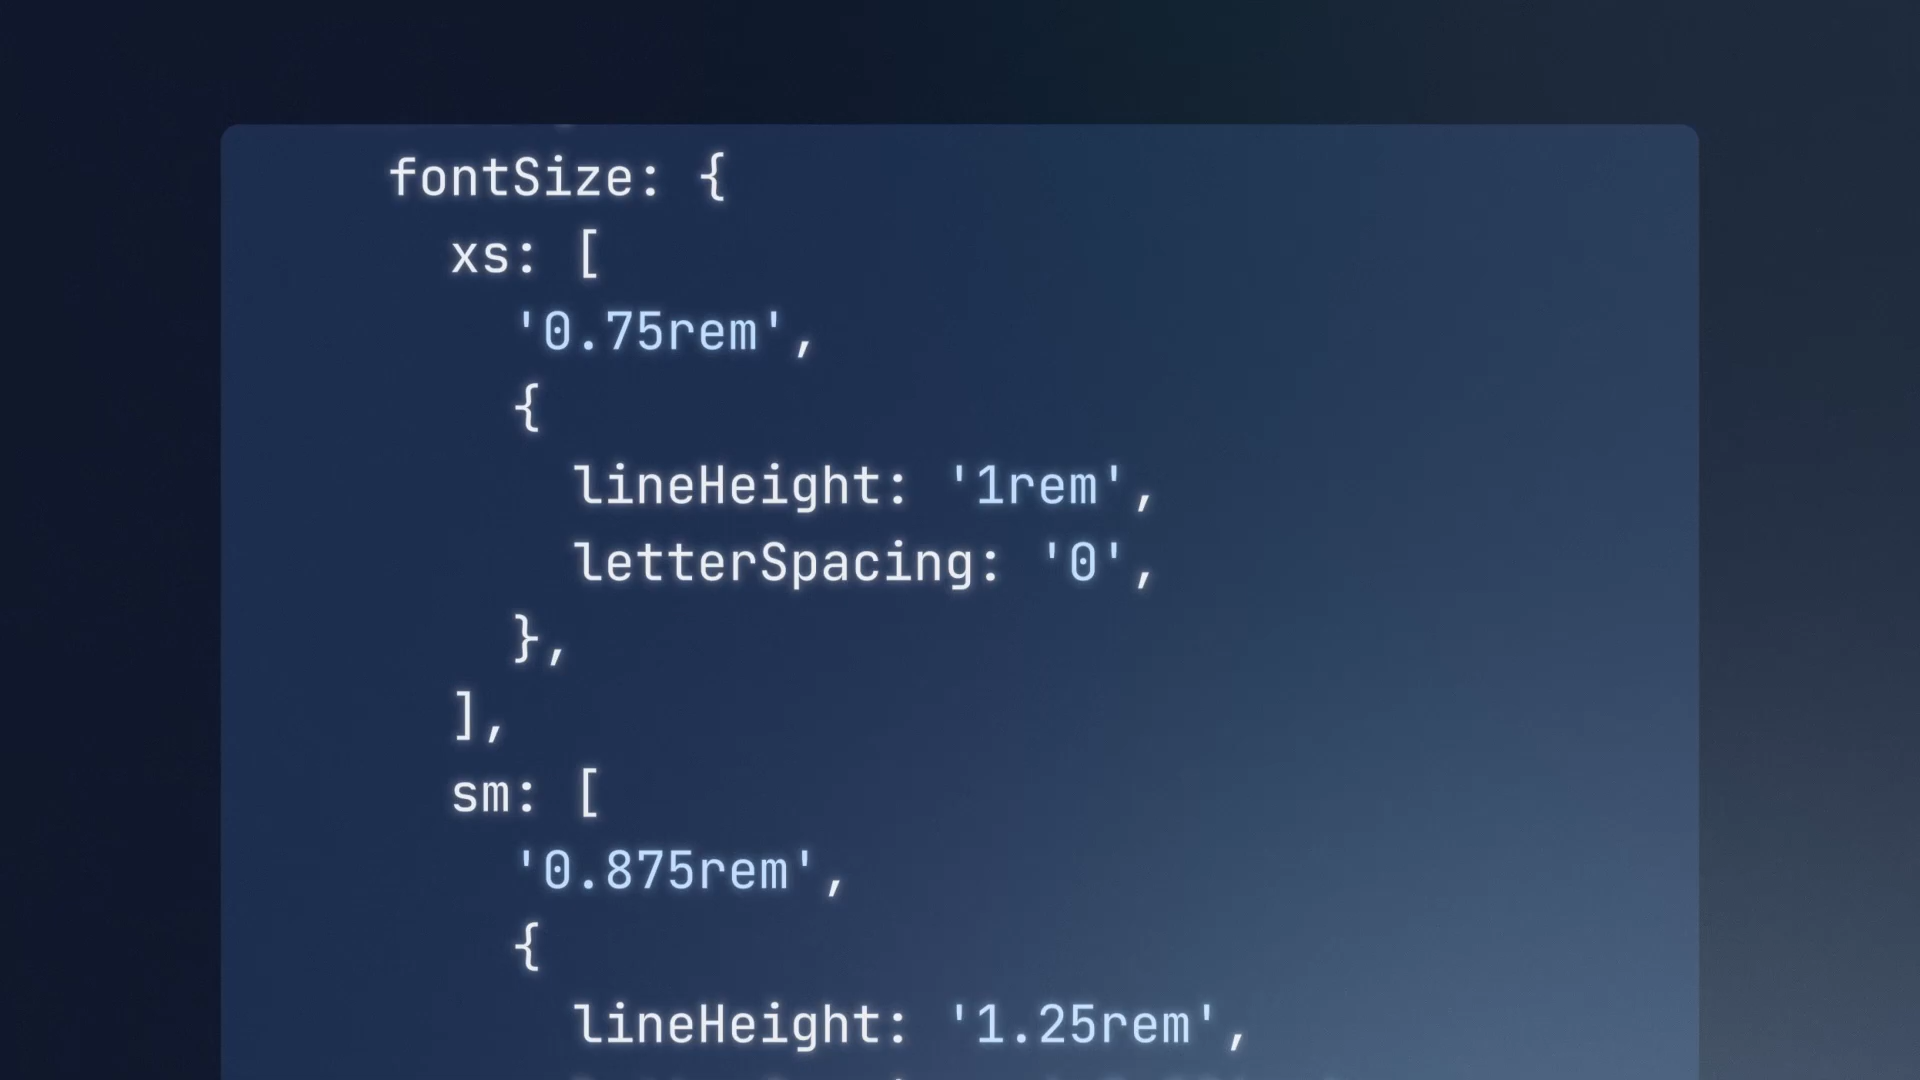 fontSize: {
xs: [
'0.75rem',
{
lineHeight: '1rem',
letterSpacing: '0',
},
],
sm: [
'0.875rem',
{
lineHeight: '1.25rem',